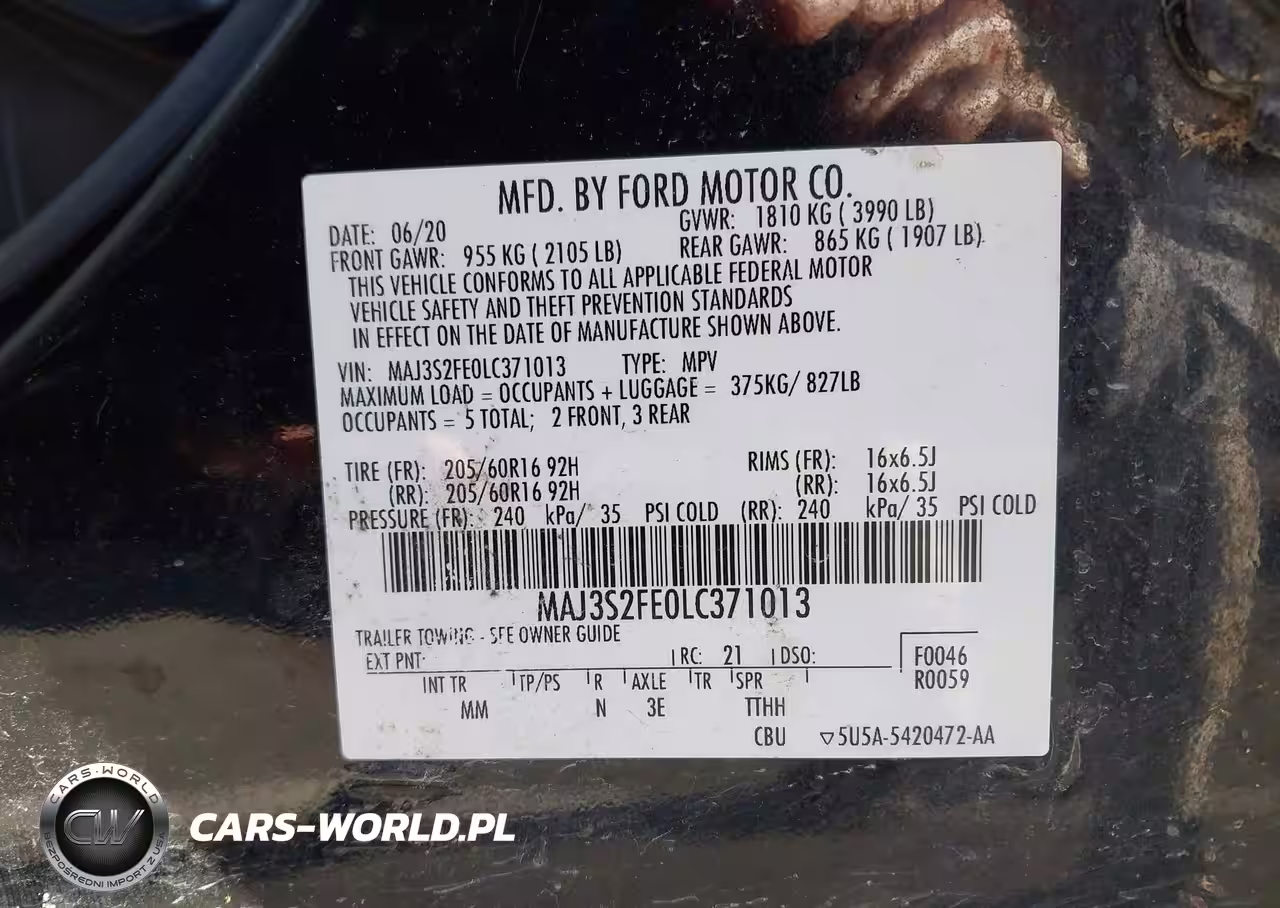 MFD. BY FORD MOTOR CO.
DATE: 06/20 GVWR: 1810 KG ( 3990 LB)
FRONT GAWR: 955 KG ( 2105 LB) REAR GAWR: 865 KG ( 1907 LB).
THIS VEHICLE CONFORMS TO ALL APPLICABLE FEDERAL MOTOR
VEHICLE SAFETY AND THEFT PREVENTION STANDARDS
IN EFFECT ON THE DATE OF MANUFACTURE SHOWN ABOVE.
VIN: MAJ3S2FE0LC371013 TYPE: MPV
MAXIMUM LOAD = OCCUPANTS + LUGGAGE = 375KG/ 827LB
OCCUPANTS = 5 TOTAL; 2 FRONT, 3 REAR
TIRE (FR): 205/60R16 92H RIMS (FR): 16x6.5J
(RR): 205/60R16 92H (RR): 16x6.5J
PRESSURE (FR): 240 kPa/ 35 PSI COLD (RR): 240 kPa/ 35 PSI COLD
MAJ3S2FE0LC371013
TRAILER TOWING - SEE OWNER GUIDE
EXT PNT: RC: 21 DSO: F0046
R0059
INT TR TP/PS R AXLE TR SPR
MM N 3E TTHH
CBU ▽5U5A-5420472-AA
CARS-WORLD
CW
BEZPOŚREDNI IMPORT Z USA
CARS-WORLD.PL